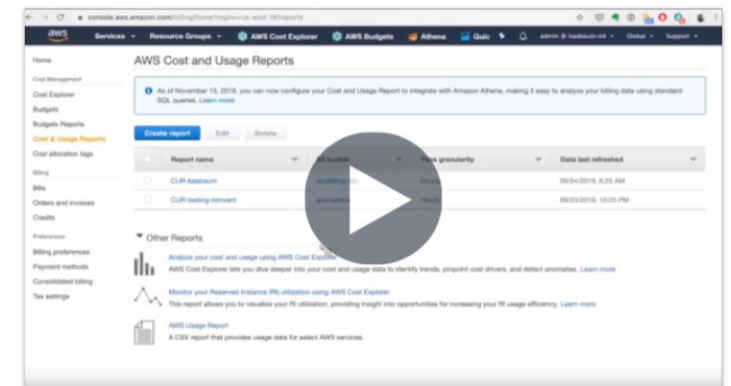 console.aws.amazon.com/billing/home?region=us-east-1#/reports
aws Services Resource Groups AWS Cost Explorer AWS Budgets Athena Quic admin @ basbaum-int Global Support
Home
Cost Management
Cost Explorer
Budgets
Budgets Reports
Cost & Usage Reports
Cost allocation tags
Billing
Bills
Orders and invoices
Credits
Preferences
Billing preferences
Payment methods
Consolidated billing
Tax settings
AWS Cost and Usage Reports
As of November 15, 2018, you can now configure your Cost and Usage Report to integrate with Amazon Athena, making it easy to analyze your billing data using standard
SQL queries. Learn more
Create report Edit Delete
Report name bucket Time granularity Data last refreshed
CUR-basbaum Hourly 09/24/2019, 8:20 AM
CUR-testing-reinvent Hourly 09/23/2019, 10:25 PM
Other Reports
Analyze your cost and usage using AWS Cost Explorer
AWS Cost Explorer lets you dive deeper into your cost and usage data to identify trends, pinpoint cost drivers, and detect anomalies. Learn more
Monitor your Reserved Instance (RI) utilization using AWS Cost Explorer
This report allows you to visualize your RI utilization, providing insight into opportunities for increasing your RI usage efficiency. Learn more
AWS Usage Report
A CSV report that provides usage data for select AWS services.